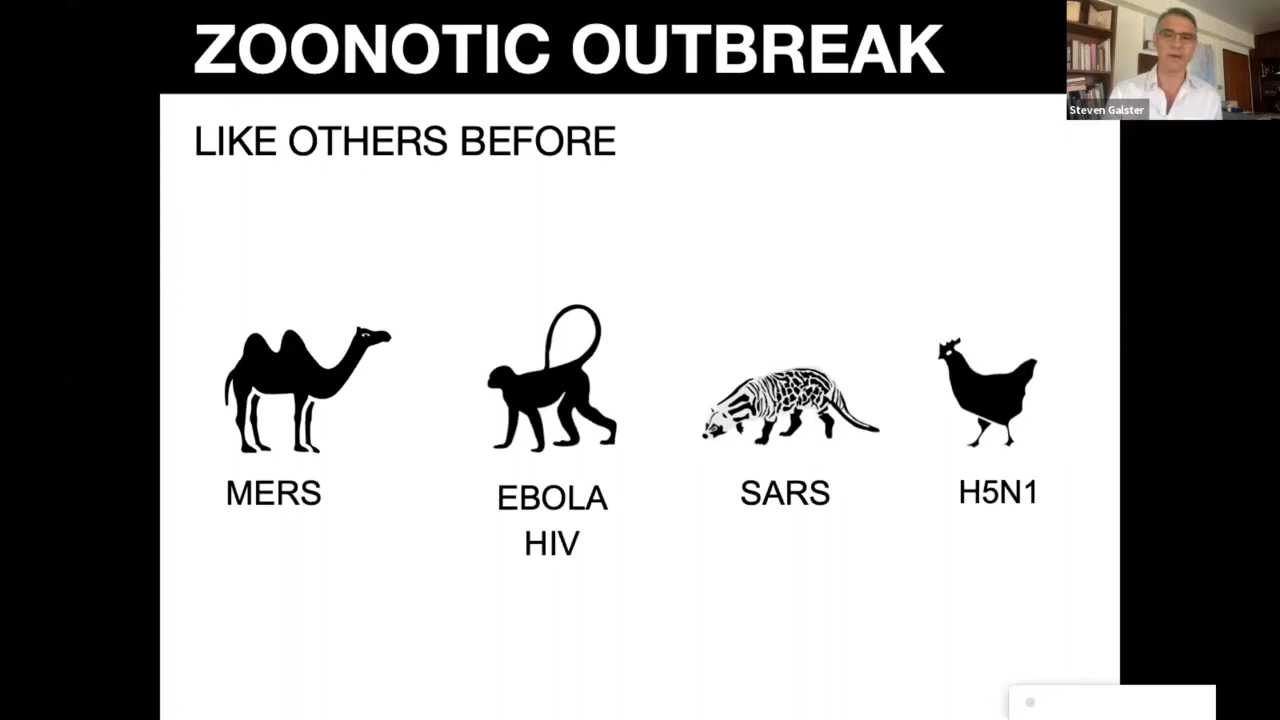 ZOONOTIC OUTBREAK
Steven Galster
LIKE OTHERS BEFORE
MERS
EBOLA
HIV
SARS
H5N1